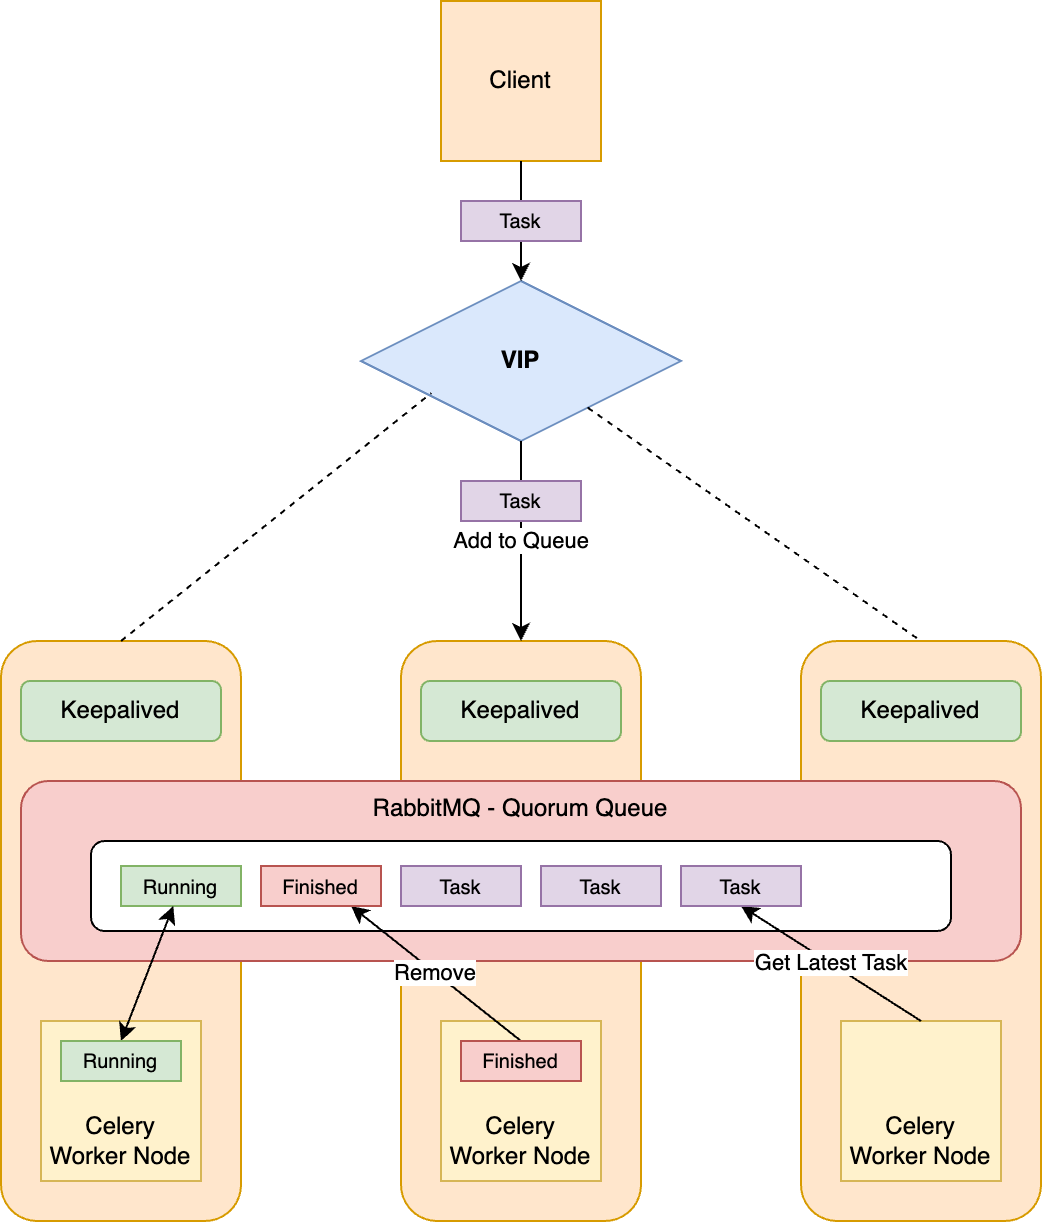 Client
Task
VIP
Task
Add to Queue
Keepalived
Keepalived
Keepalived
RabbitMQ - Quorum Queue
Running
Finished
Task
Task
Task
Remove
Get Latest Task
Running
Finished
Celery
Worker Node
Celery
Worker Node
Celery
Worker Node